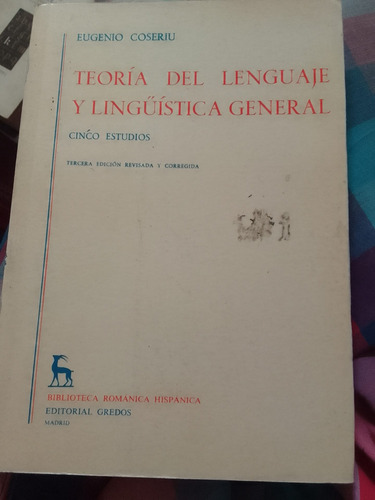 EUGENIO COSERIU
TEORÍA DEL LENGUAJE
Y LINGÜÍSTICA GENERAL
CINCO ESTUDIOS
TERCERA EDICIÓN REVISADA Y CORREGIDA
BIBLIOTECA ROMÁNICA HISPÁNICA
EDITORIAL GREDOS
MADRID